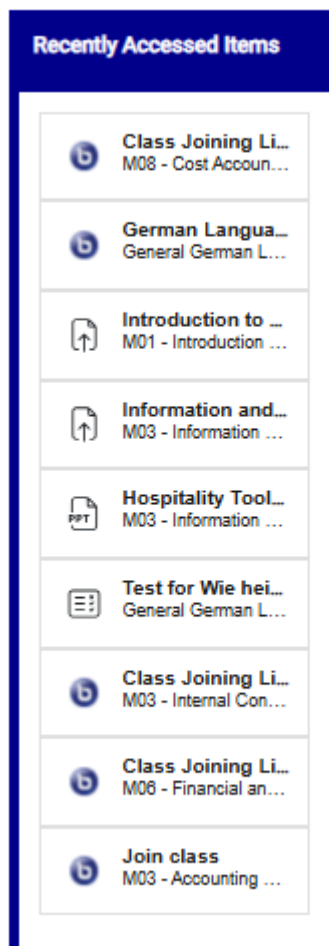 Recently Accessed Items
Class Joining Li...
M08 - Cost Accoun...
German Langua...
General German L...
Introduction to ...
M01 - Introduction ...
Information and...
M03 - Information ...
PPT
Hospitality Tool...
M03 - Information ...
Test for Wie hei...
General German L...
Class Joining Li...
M03 - Internal Con...
Class Joining Li...
M06 - Financial an...
Join class
M03 - Accounting ...